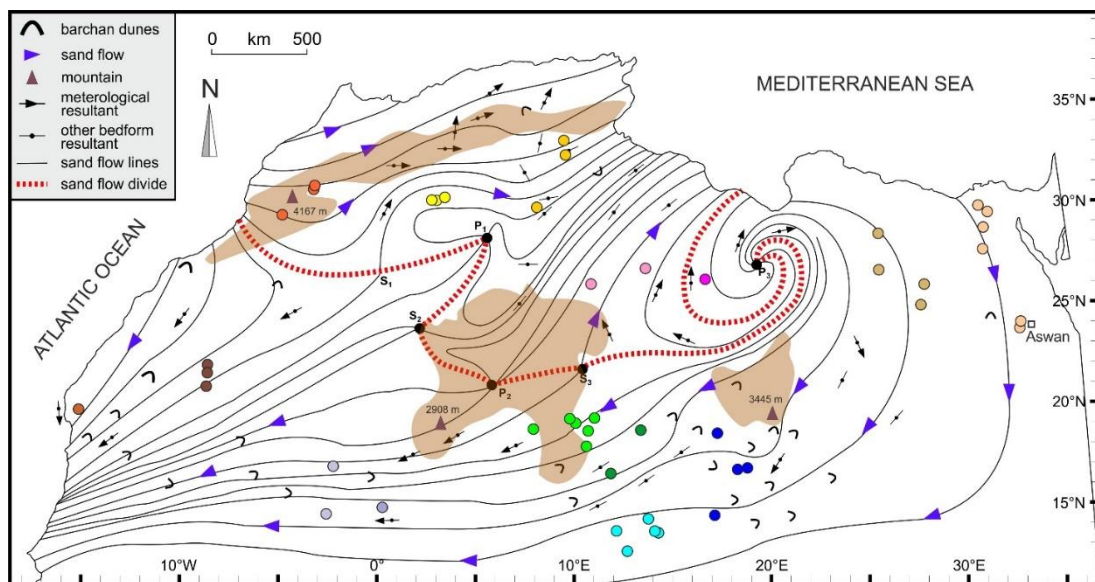 barchan dunes
sand flow
mountain
meterological
resultant
other bedform
resultant
sand flow lines
sand flow divide
0 km 500
N
MEDITERRANEAN SEA
ATLANTIC OCEAN
35°N
30°N
25°N
20°N
15°N
4167 m
P1
S1
P3
S2
Aswan
S3
P2
2908 m
3445 m
10°W
0°
10°E
20°E
30°E